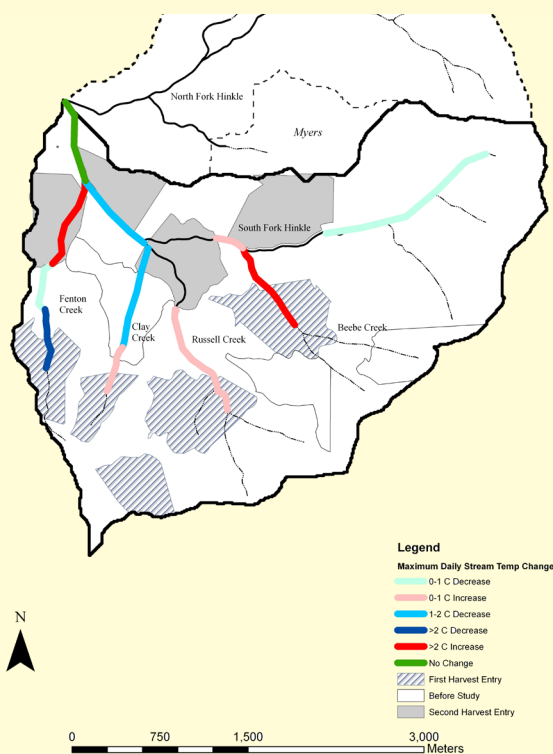 North Fork Hinkle
Myers
South Fork Hinkle
Fenton
Creek
Clay
Creek
Russell Creek
Beebe Creek
Legend
Maximum Daily Stream Temp Change
0-1 C Decrease
0-1 C Increase
1-2 C Decrease
>2 C Decrease
>2 C Increase
No Change
First Harvest Entry
Before Study
Second Harvest Entry
N
0 750 1,500 3,000
Meters